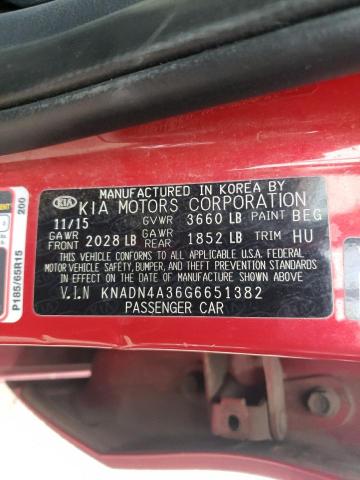 MANUFACTURED IN KOREA BY
KIA KIA MOTORS CORPORATION
11/15 GVWR 3660 LB PAINT BEG
GAWR FRONT 2028 LB GAWR REAR 1852 LB TRIM HU
THIS VEHICLE CONFORMS TO ALL APPLICABLE U.S.A. FEDERAL
MOTOR VEHICLE SAFETY, BUMPER, AND THEFT PREVENTION
STANDARDS IN EFFECT ON THE DATE OF MANUFACTURE SHOWN ABOVE
V.I.N KNADN4A36G6651382
PASSENGER CAR
200
P185/65R15